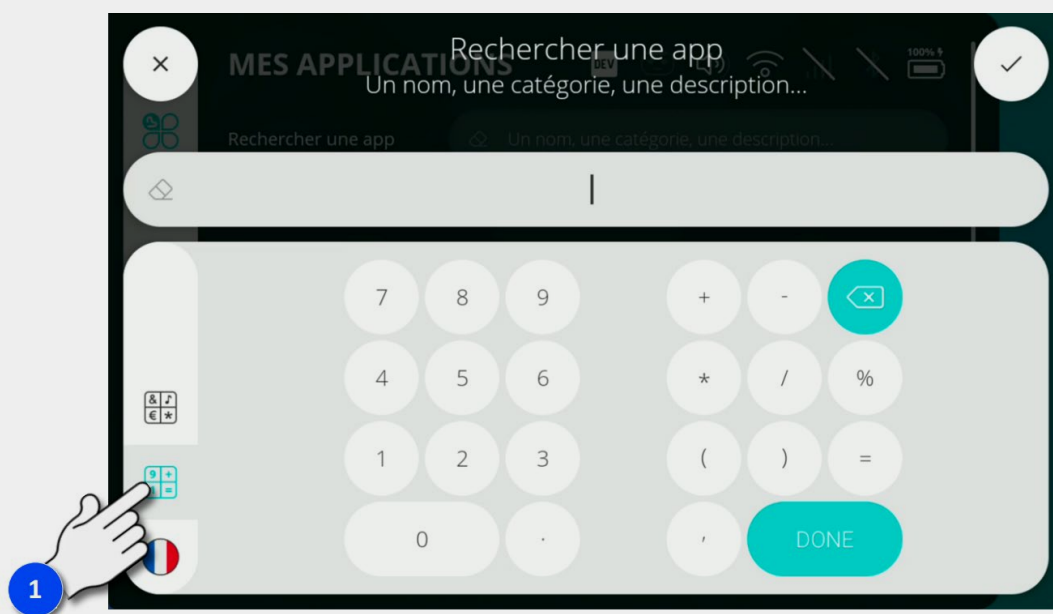 Rechercher une app
Un nom, une catégorie, une description...
MES APPLICATIONS
DEV
100%
Rechercher une app
Un nom, une catégorie, une description...
7 8 9 + -
4 5 6 * / %
& ♪
€ *
1 2 3 ( ) =
9 +
=
0 . , DONE
1